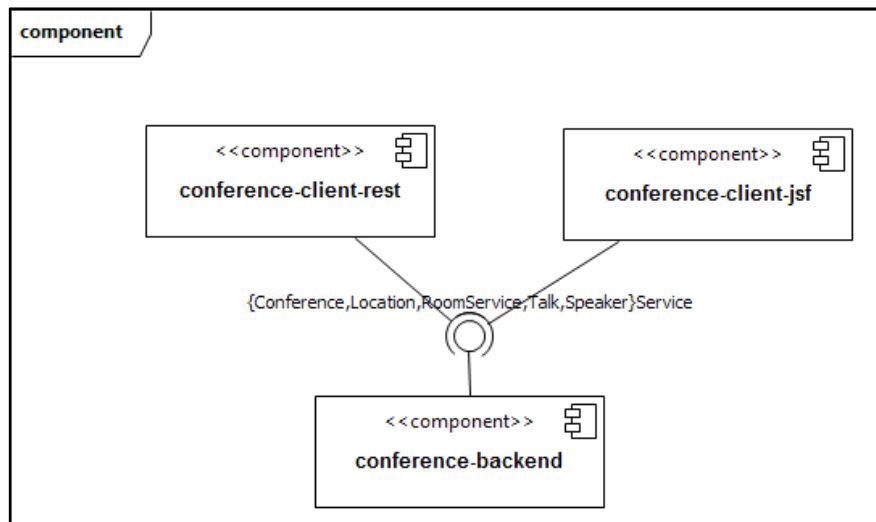 component
<<component>>
conference-client-rest
<<component>>
conference-client-jsf
{Conference,Location,RoomService,Talk,Speaker}Service
<<component>>
conference-backend